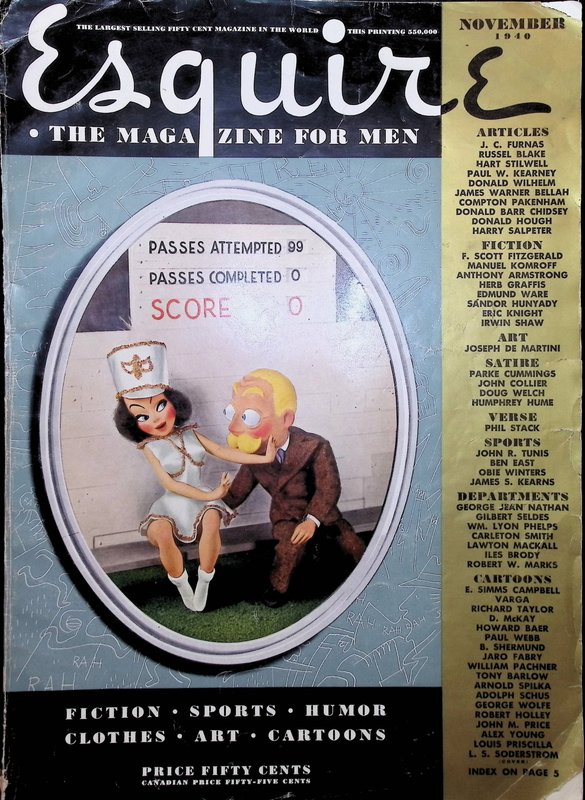 THE LARGEST SELLING FIFTY CENT MAGAZINE IN THE WORLD
THIS PRINTING 550,000
EsquirE
• THE MAGAZINE FOR MEN
NOVEMBER
1940
PASSES ATTEMPTED 99
PASSES COMPLETED 0
SCORE 0
RAH
RAH
RAH
RAH
ARTICLES
J. C. FURNAS
RUSSEL BLAKE
HART STILWELL
PAUL W. KEARNEY
DONALD WILHELM
JAMES WARNER BELLAH
COMPTON PAKENHAM
DONALD BARR CHIDSEY
DONALD HOUGH
HARRY SALPETER
FICTION
F. SCOTT FITZGERALD
MANUEL KOMROFF
ANTHONY ARMSTRONG
HERB GRAFFIS
EDMUND WARE
SÁNDOR HUNYADY
ERIC KNIGHT
IRWIN SHAW
ART
JOSEPH DE MARTINI
SATIRE
PARKE CUMMINGS
JOHN COLLIER
DOUG WELCH
HUMPHREY HUME
VERSE
PHIL STACK
SPORTS
JOHN R. TUNIS
BEN EAST
OBIE WINTERS
JAMES S. KEARNS
DEPARTMENTS
GEORGE JEAN NATHAN
GILBERT SELDES
WM. LYON PHELPS
CARLETON SMITH
LAWTON MACKALL
ILES BRODY
ROBERT W. MARKS
CARTOONS
E. SIMMS CAMPBELL
VARGA
RICHARD TAYLOR
D. McKAY
HOWARD BAER
PAUL WEBB
B. SHERMUND
JARO FABRY
WILLIAM PACHNER
TONY BARLOW
ARNOLD SPILKA
ADOLPH SCHUS
GEORGE WOLFE
ROBERT HOLLEY
JOHN M. PRICE
ALEX YOUNG
LOUIS PRISCILLA
L. S. SODERSTROM
(COVER)
INDEX ON PAGE 5
FICTION • SPORTS • HUMOR
CLOTHES • ART • CARTOONS
PRICE FIFTY CENTS
CANADIAN PRICE FIFTY-FIVE CENTS